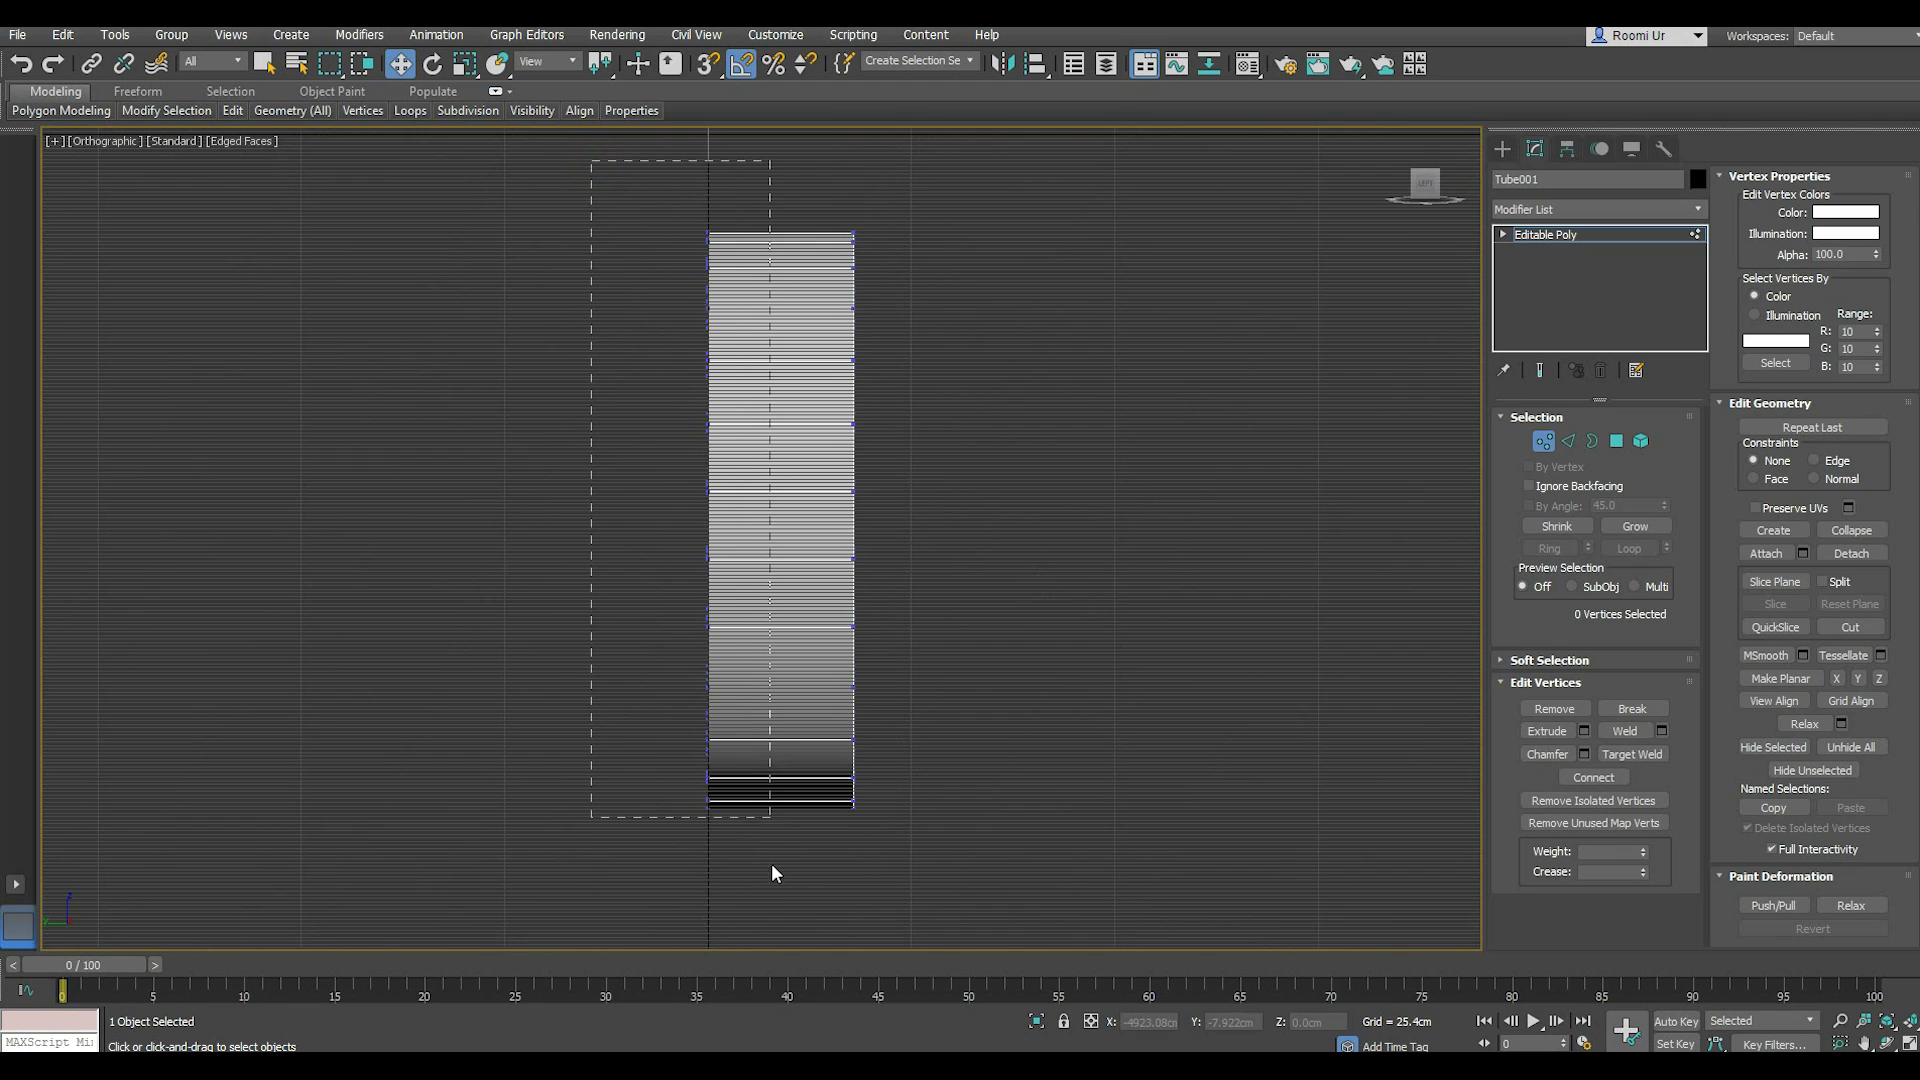 File Edit Tools Group Views Create Modifiers Animation Graph Editors Rendering Civil View Customize Scripting Content Help
Roomi Ur Workspaces: Default
All View Create Selection Se
Modeling Freeform Selection Object Paint Populate
Polygon Modeling Modify Selection Edit Geometry (All) Vertices Loops Subdivision Visibility Align Properties
[+] [Orthographic] [Standard] [Edged Faces]
LEFT
Tube001
Modifier List
Editable Poly
Selection
By Vertex
Ignore Backfacing
By Angle: 45.0
Shrink Grow
Ring Loop
Preview Selection
Off SubObj Multi
0 Vertices Selected
Soft Selection
Edit Vertices
Remove Break
Extrude Weld
Chamfer Target Weld
Connect
Remove Isolated Vertices
Remove Unused Map Verts
Weight:
Crease:
Vertex Properties
Edit Vertex Colors
Color:
Illumination:
Alpha: 100.0
Select Vertices By
Color
Illumination Range:
R: 10
G: 10
Select B: 10
Edit Geometry
Repeat Last
Constraints
None Edge
Face Normal
Preserve UVs
Create Collapse
Attach Detach
Slice Plane Split
Slice Reset Plane
QuickSlice Cut
MSmooth Tessellate
Make Planar X Y Z
View Align Grid Align
Relax
Hide Selected Unhide All
Hide Unselected
Named Selections:
Copy Paste
Delete Isolated Vertices
Full Interactivity
Paint Deformation
Push/Pull Relax
Revert
z
y
< 0 / 100 >
0 5 10 15 20 25 30 35 40 45 50 55 60 65 70 75 80 85 90 95 100
1 Object Selected X: -4923.08cm Y: -7.922cm Z: 0.0cm Grid = 25.4cm Auto Key Selected
MAXScript Mi Click or click-and-drag to select objects Add Time Tag 0 Set Key Key Filters...